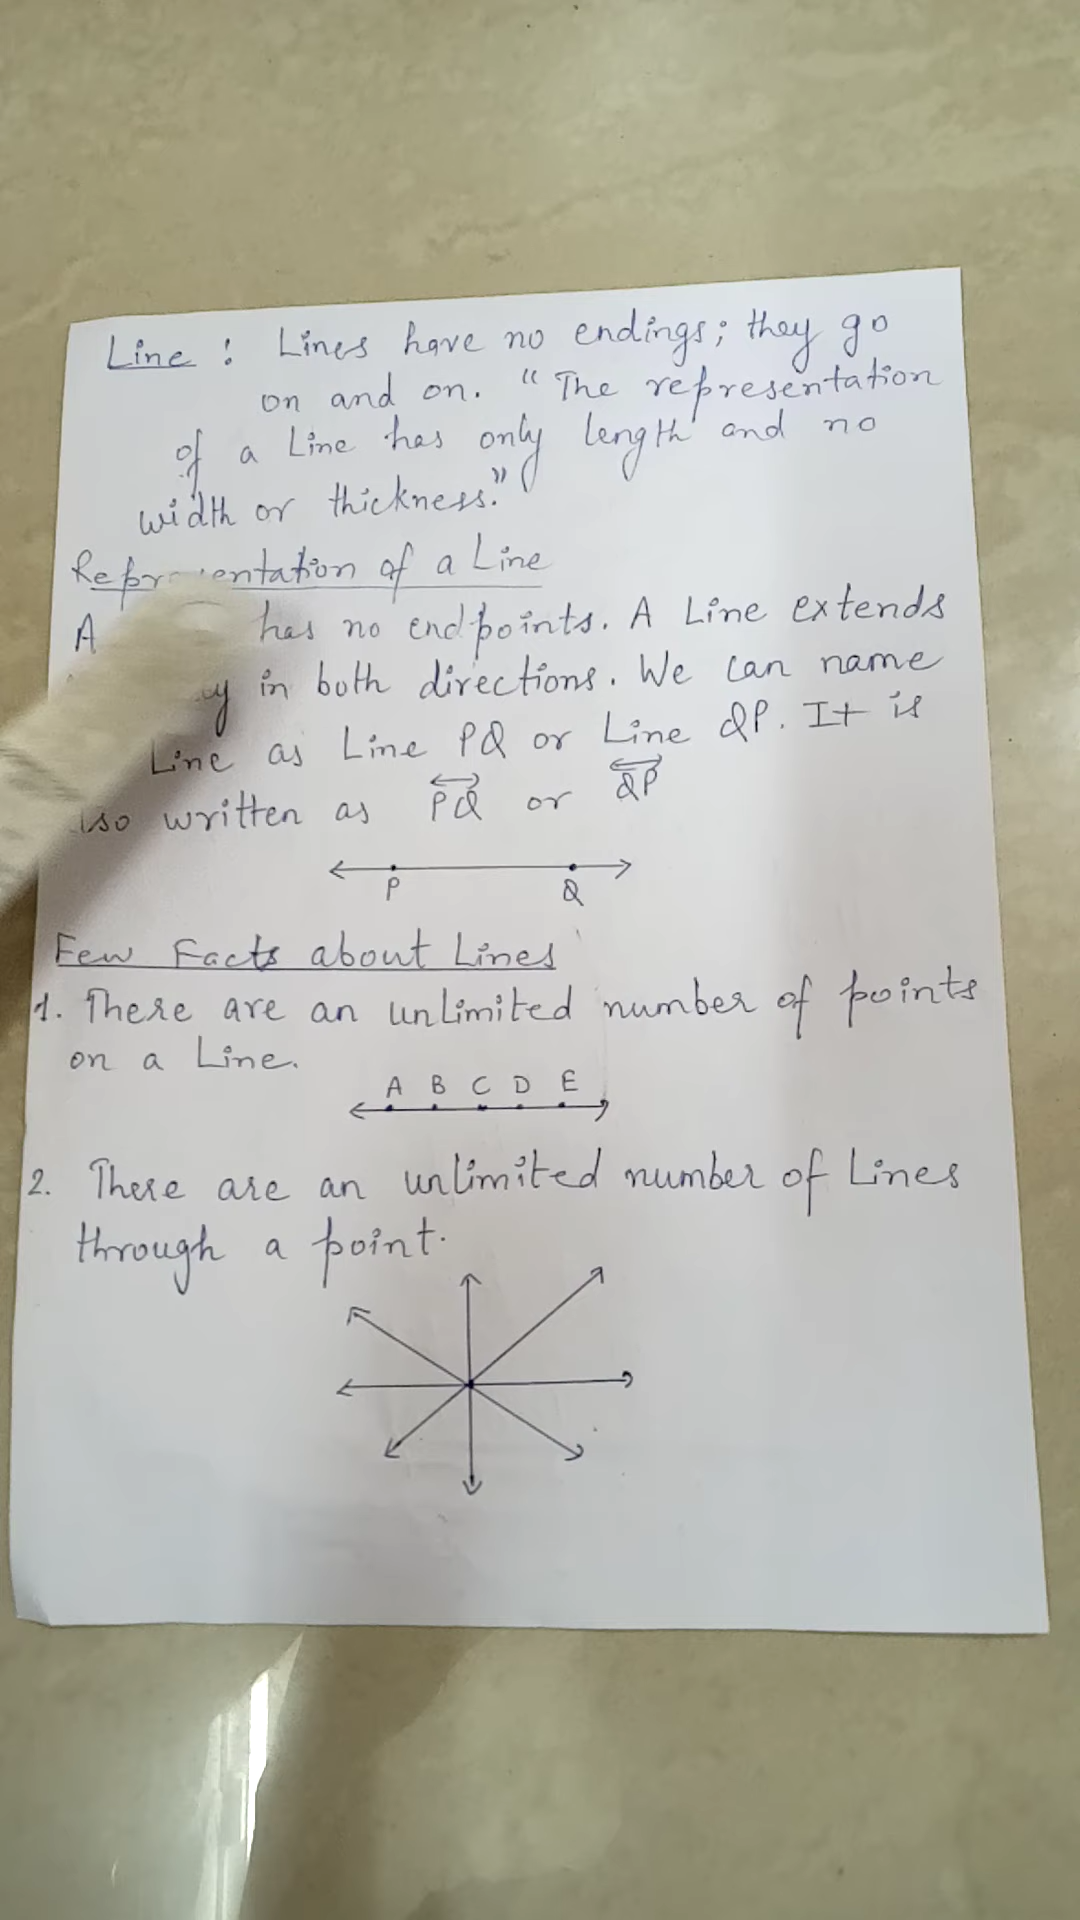 Line : Lines have no endings; they go
on and on. "The representation
of a Line has only length and no
width or thickness."
Representation of a Line
A has no endpoints. A Line extends
in both directions. We can name
Line as Line PQ or Line QP. It is
written as PQ or QP
P Q
Few Facts about Lines
1. There are an unlimited number of points
on a Line.
A B C D E
2. There are an unlimited number of Lines
through a point.